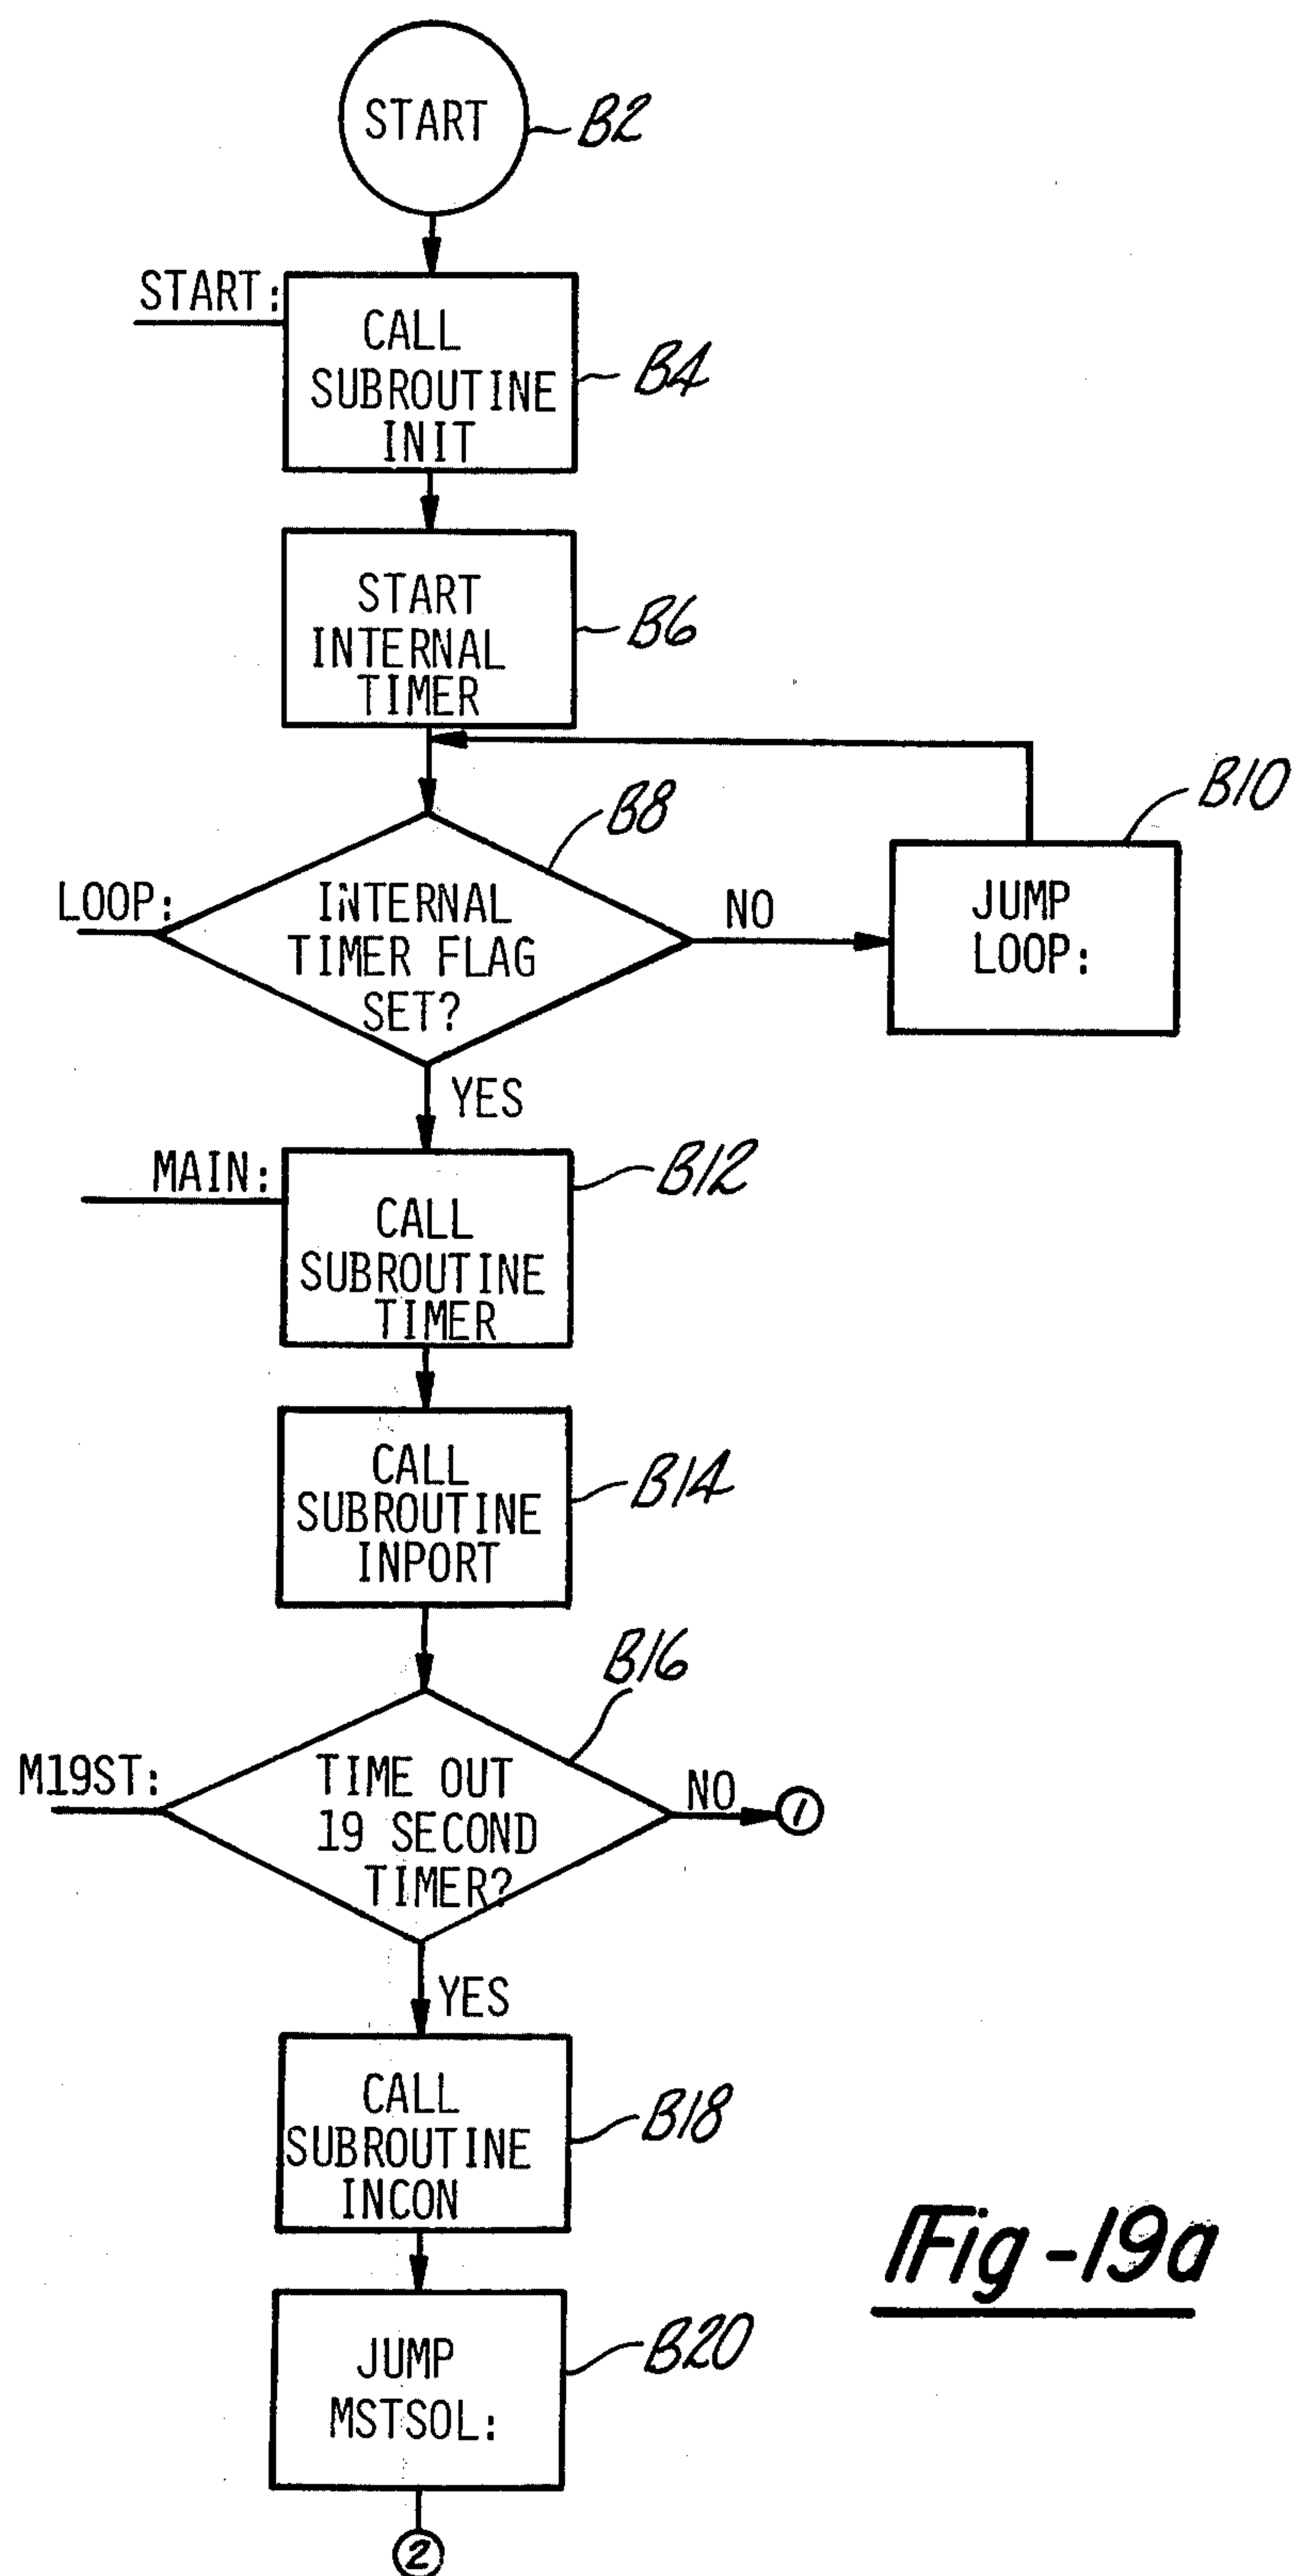 START
B2
START:
CALL
SUBROUTINE
INIT
B4
START
INTERNAL
TIMER
B6
B8
B10
LOOP:
INTERNAL
TIMER FLAG
SET?
NO
JUMP
LOOP:
YES
MAIN:
CALL
SUBROUTINE
TIMER
B12
CALL
SUBROUTINE
INPORT
B14
B16
M19ST:
TIME OUT
19 SECOND
TIMER?
NO
1
YES
CALL
SUBROUTINE
INCON
B18
JUMP
MSTSOL:
B20
2
Fig-19a